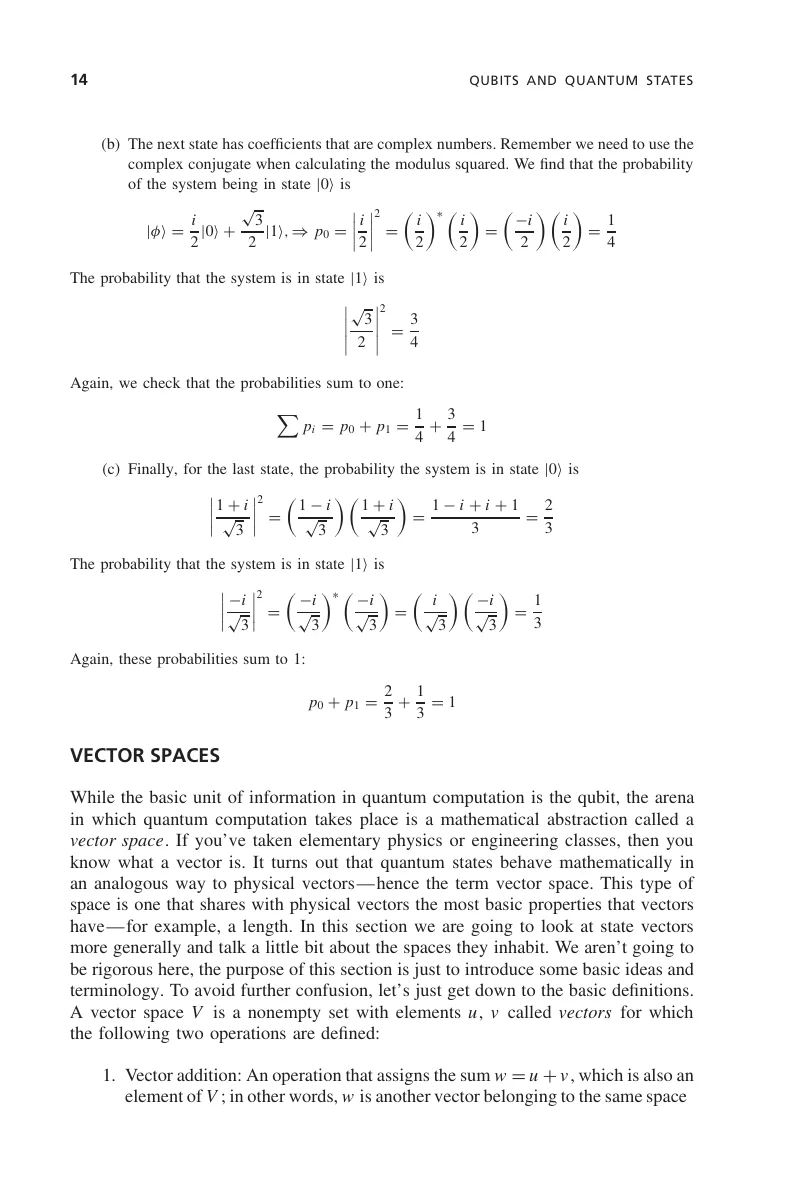 14 QUBITS AND QUANTUM STATES
(b) The next state has coefficients that are complex numbers. Remember we need to use the
complex conjugate when calculating the modulus squared. We find that the probability
of the system being in state |0⟩ is
|ϕ⟩ = i/2 |0⟩ + √3/2 |1⟩, ⇒ p₀ = |i/2|² = (i/2)* (i/2) = (−i/2) (i/2) = 1/4
The probability that the system is in state |1⟩ is
|√3/2|² = 3/4
Again, we check that the probabilities sum to one:
∑ pᵢ = p₀ + p₁ = 1/4 + 3/4 = 1
(c) Finally, for the last state, the probability the system is in state |0⟩ is
|(1 + i)/√3|² = ((1 − i)/√3) ((1 + i)/√3) = (1 − i + i + 1)/3 = 2/3
The probability that the system is in state |1⟩ is
|−i/√3|² = (−i/√3)* (−i/√3) = (i/√3) (−i/√3) = 1/3
Again, these probabilities sum to 1:
p₀ + p₁ = 2/3 + 1/3 = 1
VECTOR SPACES
While the basic unit of information in quantum computation is the qubit, the arena
in which quantum computation takes place is a mathematical abstraction called a
vector space. If you've taken elementary physics or engineering classes, then you
know what a vector is. It turns out that quantum states behave mathematically in
an analogous way to physical vectors—hence the term vector space. This type of
space is one that shares with physical vectors the most basic properties that vectors
have—for example, a length. In this section we are going to look at state vectors
more generally and talk a little bit about the spaces they inhabit. We aren't going to
be rigorous here, the purpose of this section is just to introduce some basic ideas and
terminology. To avoid further confusion, let's just get down to the basic definitions.
A vector space V is a nonempty set with elements u, v called vectors for which
the following two operations are defined:
1. Vector addition: An operation that assigns the sum w = u + v, which is also an
element of V; in other words, w is another vector belonging to the same space